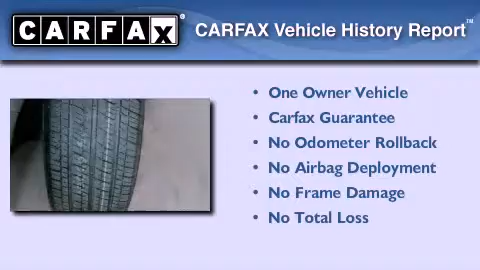 CARFAX® CARFAX Vehicle History Report™
• One Owner Vehicle
• Carfax Guarantee
• No Odometer Rollback
• No Airbag Deployment
• No Frame Damage
• No Total Loss